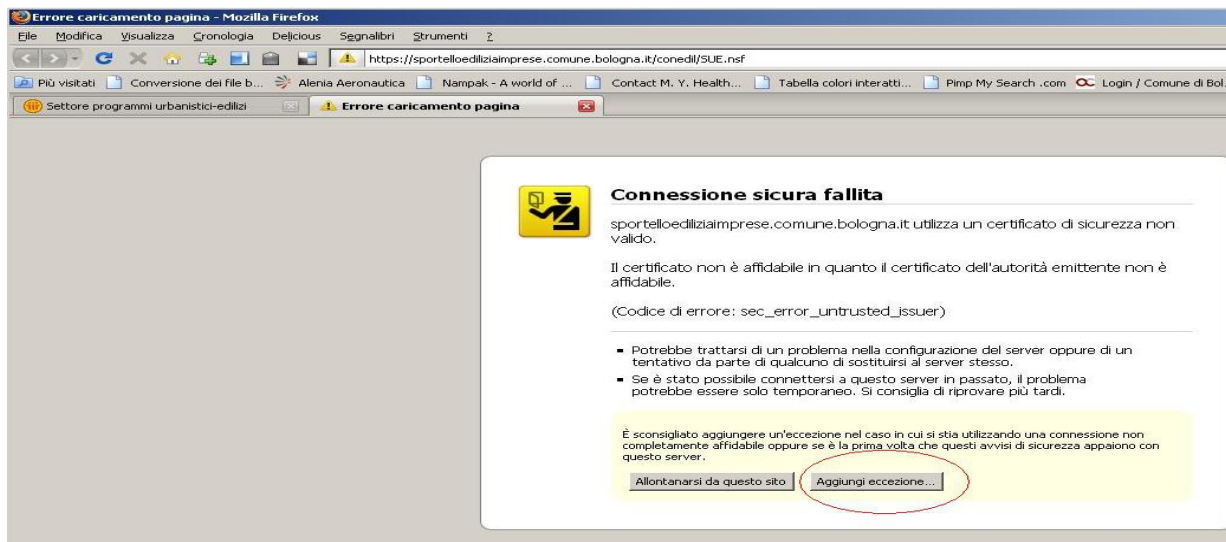 Errore caricamento pagina - Mozilla Firefox
File Modifica Visualizza Cronologia Delicious Segnalibri Strumenti ?
https://sportelloediliziaimprese.comune.bologna.it/conedil/SUE.nsf
Più visitati Conversione dei file b... Alenia Aeronautica Nampak - A world of ... Contact M. Y. Health... Tabella colori interatti... Pimp My Search .com Login / Comune di Bol.
Settore programmi urbanistici-edilizi Errore caricamento pagina
Connessione sicura fallita
sportelloediliziaimprese.comune.bologna.it utilizza un certificato di sicurezza non
valido.
Il certificato non è affidabile in quanto il certificato dell'autorità emittente non è
affidabile.
(Codice di errore: sec_error_untrusted_issuer)
Potrebbe trattarsi di un problema nella configurazione del server oppure di un
tentativo da parte di qualcuno di sostituirsi al server stesso.
Se è stato possibile connettersi a questo server in passato, il problema
potrebbe essere solo temporaneo. Si consiglia di riprovare più tardi.
È sconsigliato aggiungere un'eccezione nel caso in cui si stia utilizzando una connessione non
completamente affidabile oppure se è la prima volta che questi avvisi di sicurezza appaiono con
questo server.
Allontanarsi da questo sito Aggiungi eccezione...